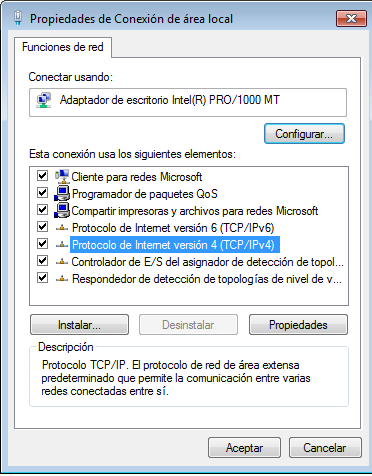 Propiedades de Conexión de área local
Funciones de red
Conectar usando:
Adaptador de escritorio Intel(R) PRO/1000 MT
Configurar...
Esta conexión usa los siguientes elementos:
Cliente para redes Microsoft
Programador de paquetes QoS
Compartir impresoras y archivos para redes Microsoft
Protocolo de Internet versión 6 (TCP/IPv6)
Protocolo de Internet versión 4 (TCP/IPv4)
Controlador de E/S del asignador de detección de topol...
Respondedor de detección de topologías de nivel de v...
Instalar... Desinstalar Propiedades
Descripción
Protocolo TCP/IP. El protocolo de red de área extensa
predeterminado que permite la comunicación entre varias
redes conectadas entre sí.
Aceptar Cancelar